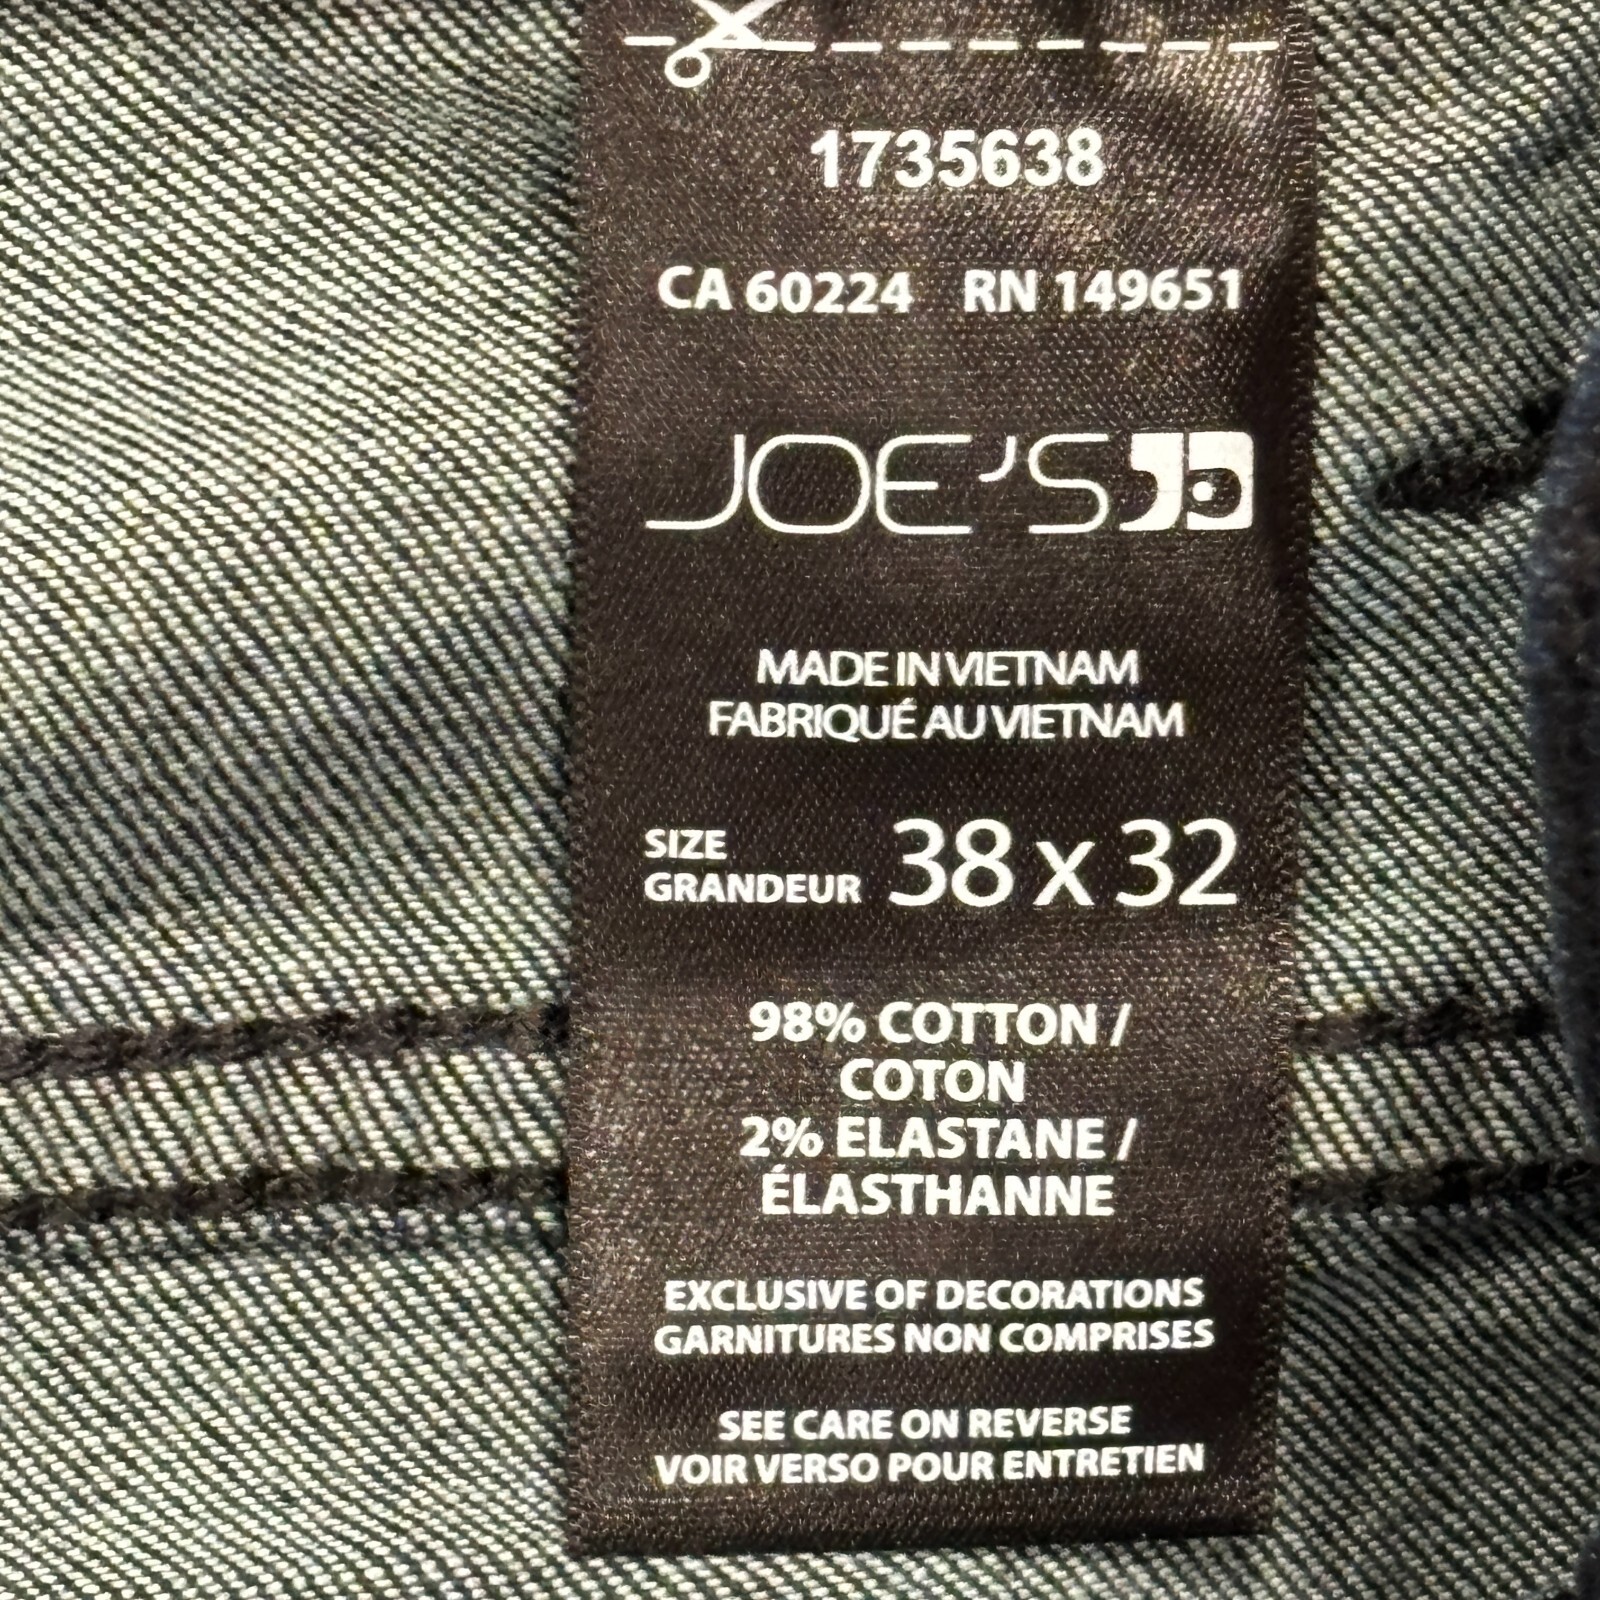 1735638
CA 60224 RN 149651
JOE'S
MADE IN VIETNAM
FABRIQUÉ AU VIETNAM
SIZE
GRANDEUR 38 x 32
98% COTTON /
COTON
2% ELASTANE /
ÉLASTHANNE
EXCLUSIVE OF DECORATIONS
GARNITURES NON COMPRISES
SEE CARE ON REVERSE
VOIR VERSO POUR ENTRETIEN